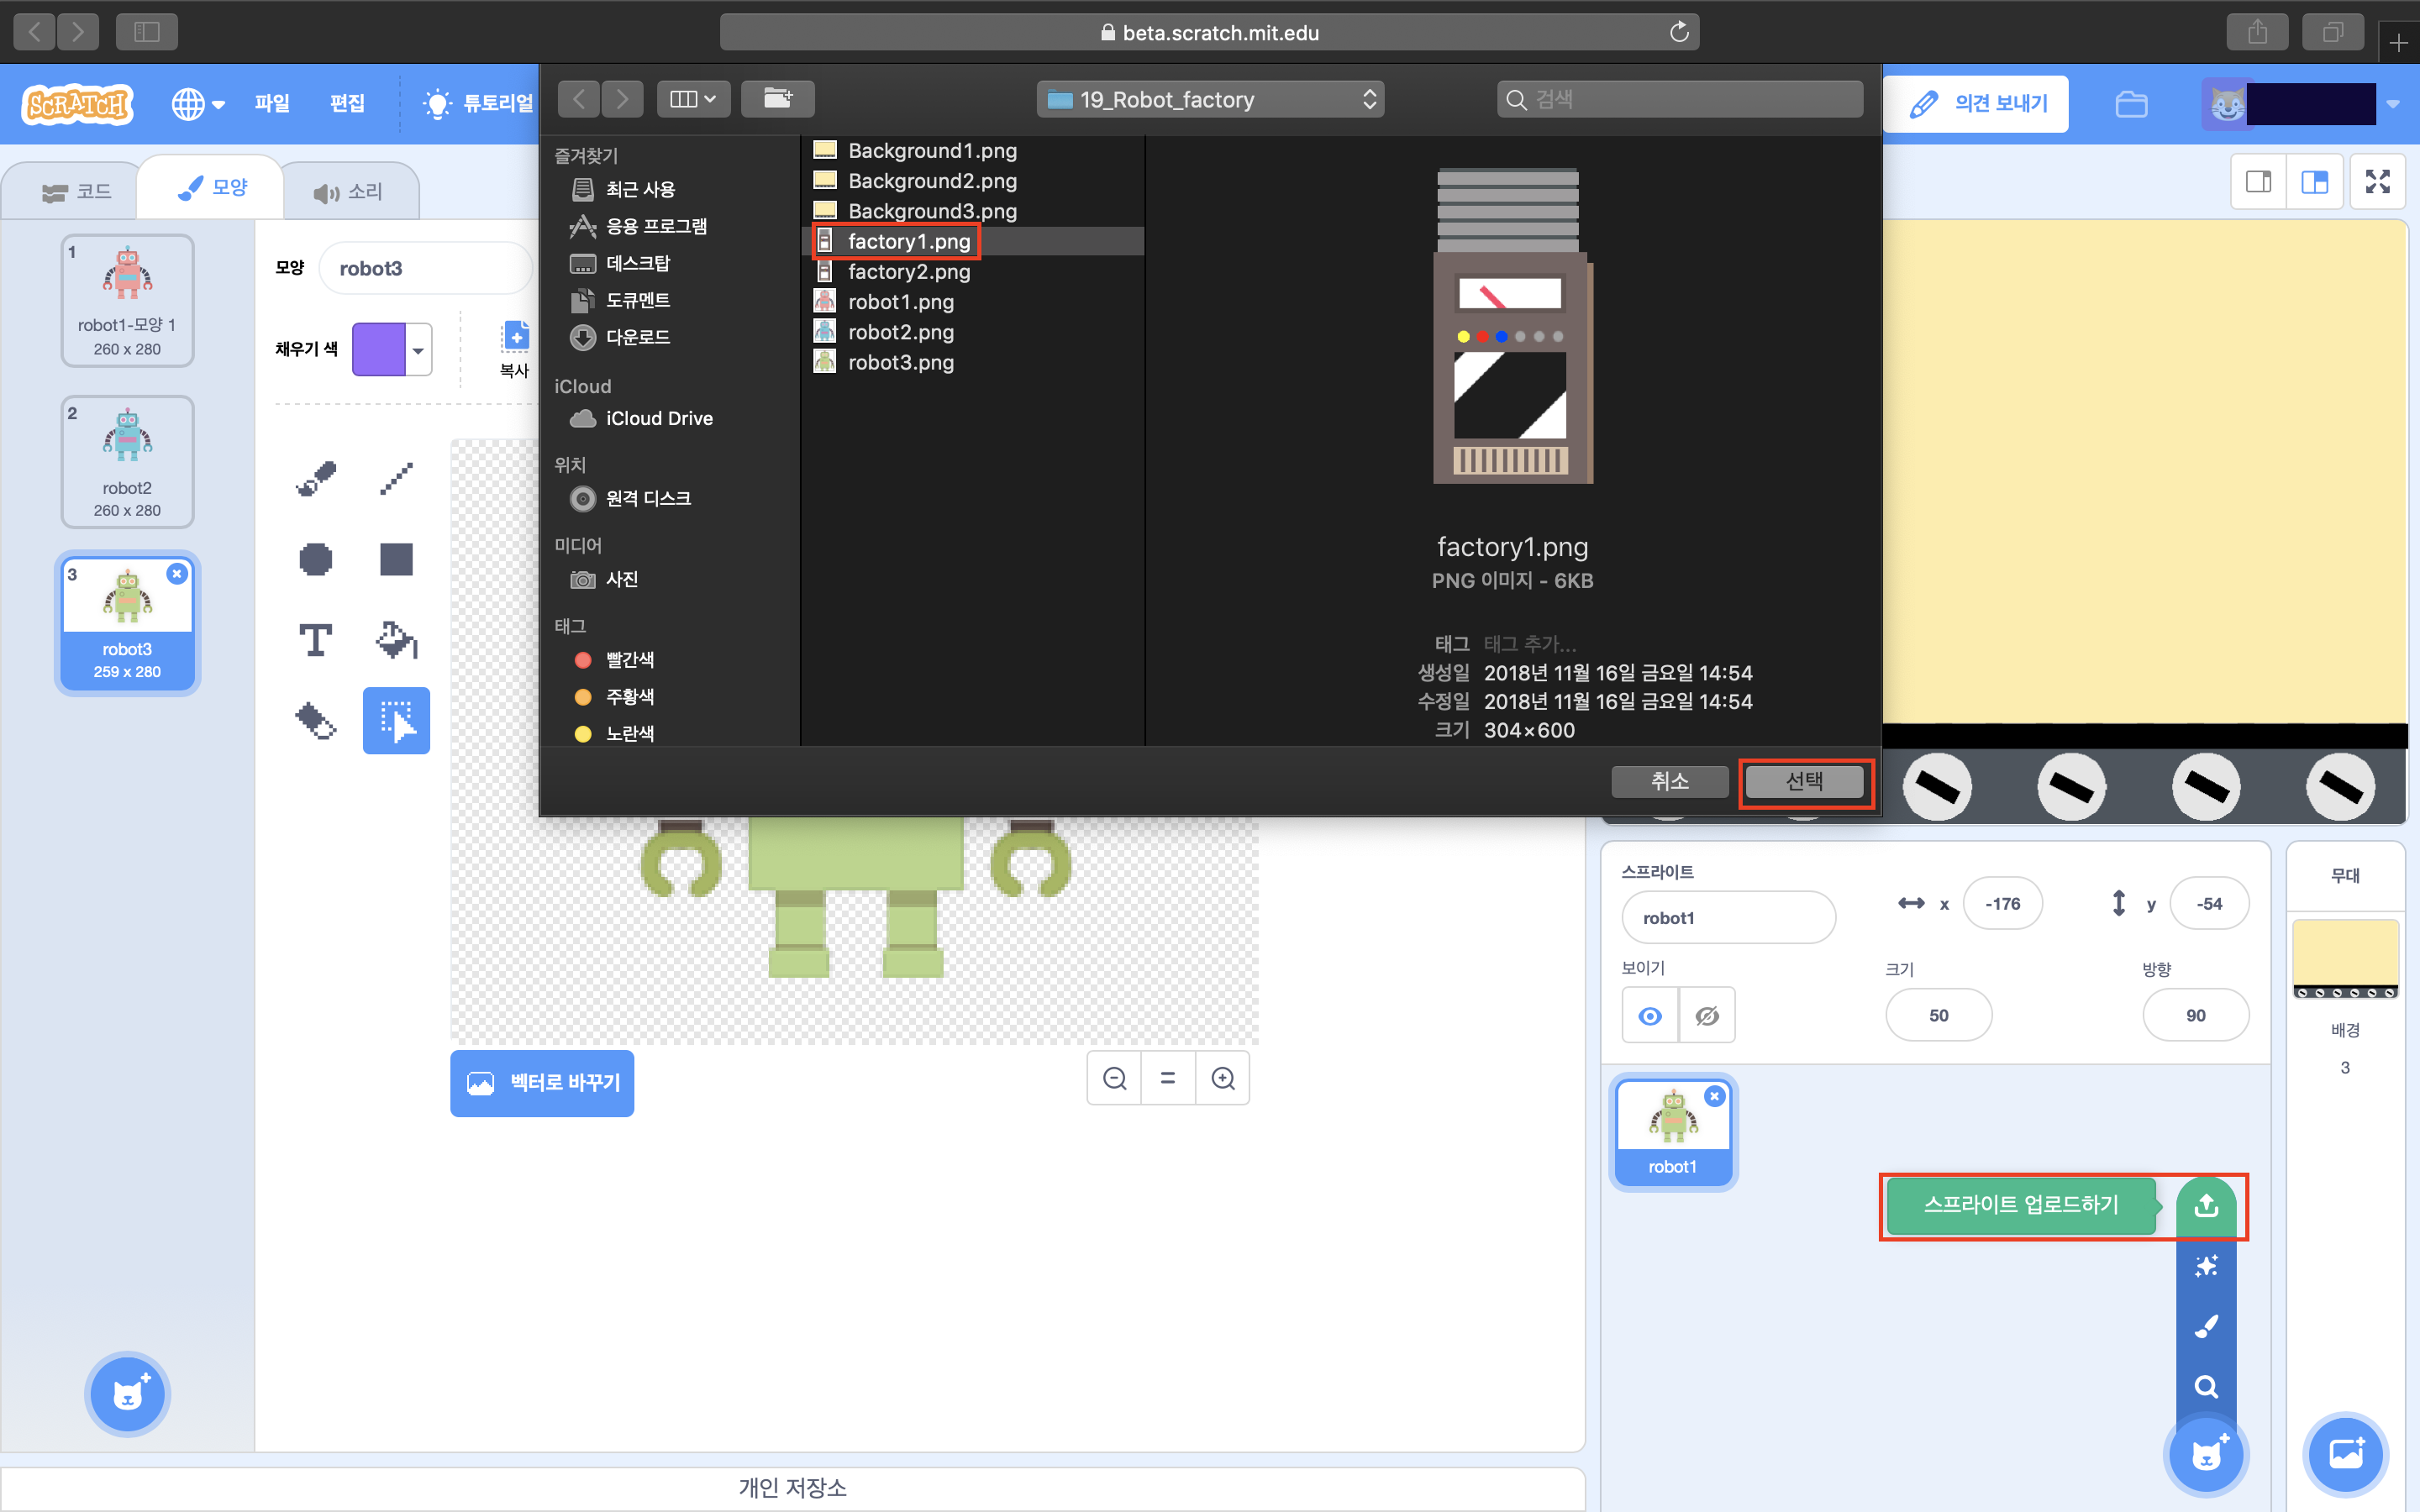 beta.scratch.mit.edu
SCRATCH
파일
편집
튜토리얼
의견 보내기
19_Robot_factory
검색
코드
모양
소리
1
robot1-모양 1
260 x 280
2
robot2
260 x 280
3
robot3
259 x 280
모양
robot3
채우기 색
복사
즐겨찾기
최근 사용
응용 프로그램
데스크탑
도큐멘트
다운로드
iCloud
iCloud Drive
위치
원격 디스크
미디어
사진
태그
빨간색
주황색
노란색
Background1.png
Background2.png
Background3.png
factory1.png
factory2.png
robot1.png
robot2.png
robot3.png
factory1.png
PNG 이미지 - 6KB
태그 태그 추가...
생성일 2018년 11월 16일 금요일 14:54
수정일 2018년 11월 16일 금요일 14:54
크기 304×600
취소
선택
벡터로 바꾸기
스프라이트
robot1
x -176
y -54
보이기
크기
50
방향
90
robot1
스프라이트 업로드하기
무대
배경
3
개인 저장소